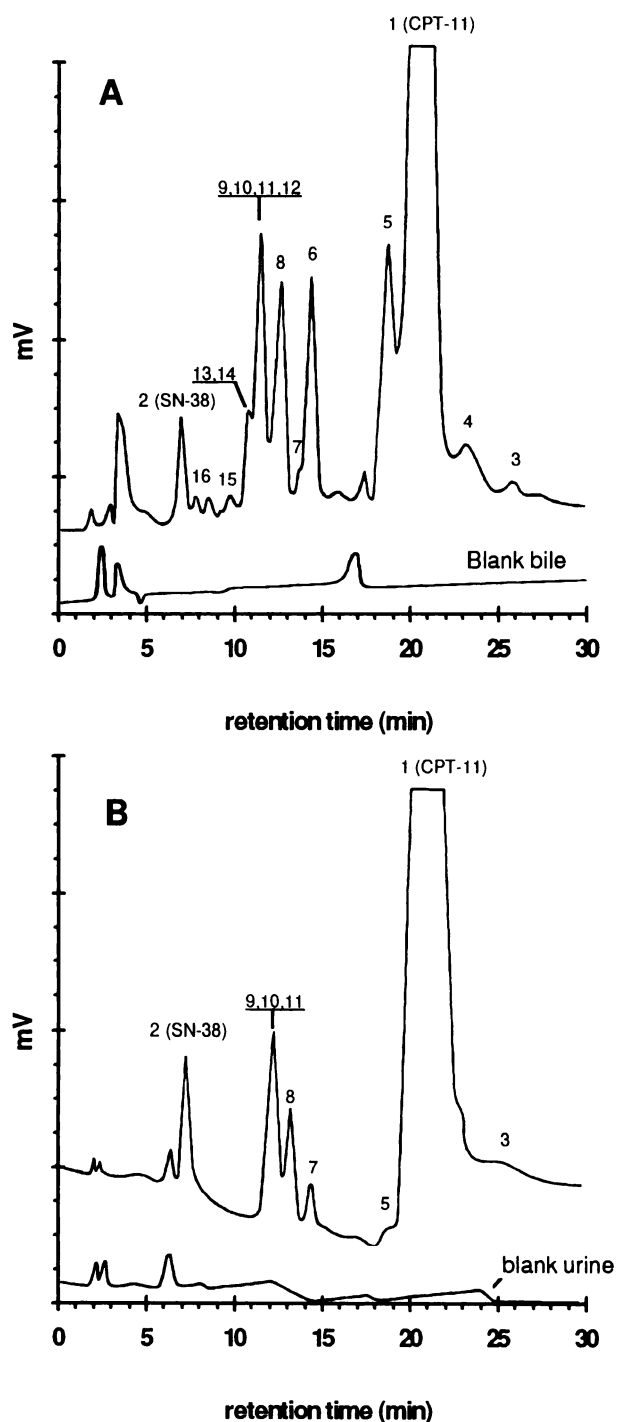 1 (CPT-11)
A
9,10,11,12
5
8
6
13,14
2 (SN-38)
7
4
16
15
3
mV
Blank bile
0 5 10 15 20 25 30
retention time (min)
1 (CPT-11)
B
9,10,11
2 (SN-38)
8
7
3
5
mV
blank urine
0 5 10 15 20 25 30
retention time (min)